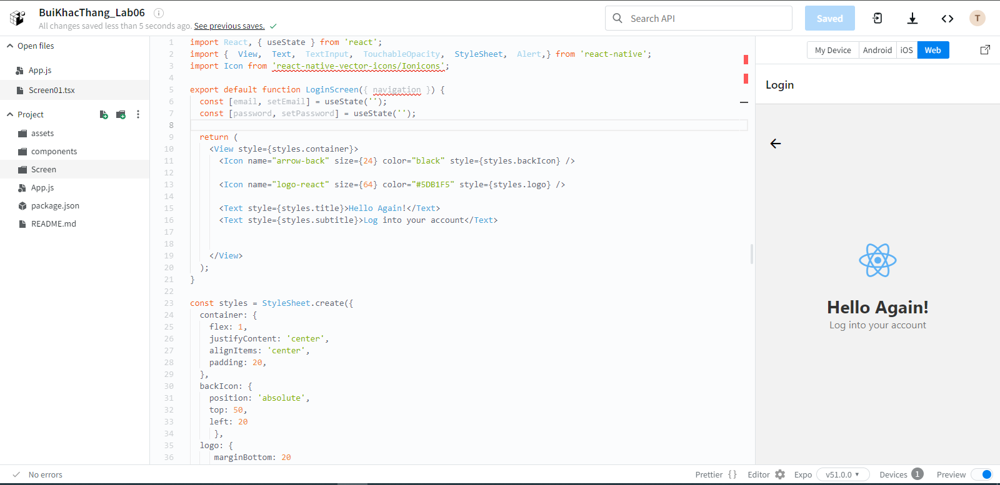 BuiKhacThang_Lab06
All changes saved less than 5 seconds ago. See previous saves.
Search API
Saved
T
Open files
App.js
Screen01.tsx
Project
assets
components
Screen
App.js
package.json
README.md
1 import React, { useState } from 'react';
2 import {  View,  Text,  TextInput,  TouchableOpacity,  StyleSheet,  Alert,} from 'react-native';
3 import Icon from 'react-native-vector-icons/Ionicons';
4
5 export default function LoginScreen({ navigation }) {
6   const [email, setEmail] = useState('');
7   const [password, setPassword] = useState('');
8
9   return (
10     <View style={styles.container}>
11       <Icon name="arrow-back" size={24} color="black" style={styles.backIcon} />
12
13       <Icon name="logo-react" size={64} color="#5DB1F5" style={styles.logo} />
14
15       <Text style={styles.title}>Hello Again!</Text>
16       <Text style={styles.subtitle}>Log into your account</Text>
17
18
19     </View>
20   );
21 }
22
23 const styles = StyleSheet.create({
24   container: {
25     flex: 1,
26     justifyContent: 'center',
27     alignItems: 'center',
28     padding: 20,
29   },
30   backIcon: {
31     position: 'absolute',
32     top: 50,
33     left: 20
34      },
35   logo: {
36      marginBottom: 20
My Device Android iOS Web
Login
Hello Again!
Log into your account
No errors
Prettier {} Editor Expo v51.0.0 Devices 1 Preview